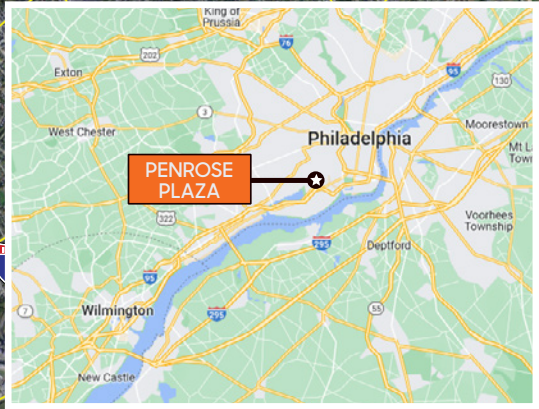 King of
Prussia
76
202
95
130
Exton
3
Moorestown
West Chester
Philadelphia
Mt L
Town
PENROSE
PLAZA
322
Voorhees
Township
295
Deptford
95
7
Wilmington
295
55
New Castle